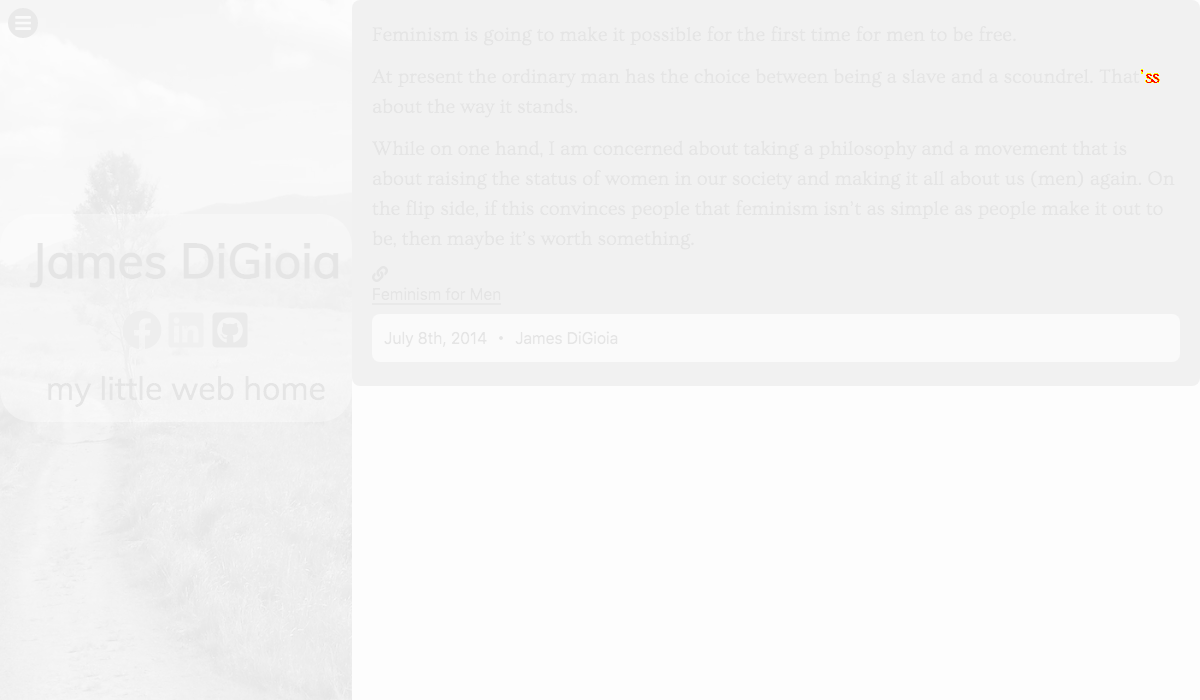 Feminism is going to make it possible for the first time for men to be free.
At present the ordinary man has the choice between being a slave and a scoundrel. That'ss
about the way it stands.
While on one hand, I am concerned about taking a philosophy and a movement that is
about raising the status of women in our society and making it all about us (men) again. On
the flip side, if this convinces people that feminism isn't as simple as people make it out to
be, then maybe it's worth something.
James DiGioia
Feminism for Men
July 8th, 2014 • James DiGioia
my little web home